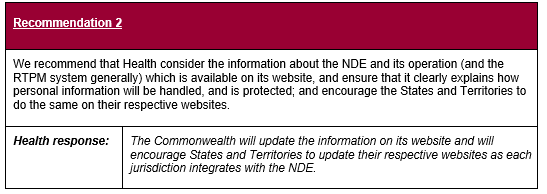 Recommendation 2
We recommend that Health consider the information about the NDE and its operation (and the
RTPM system generally) which is available on its website, and ensure that it clearly explains how
personal information will be handled, and is protected; and encourage the States and Territories to
do the same on their respective websites.
Health response:
The Commonwealth will update the information on its website and will
encourage States and Territories to update their respective websites as each
jurisdiction integrates with the NDE.